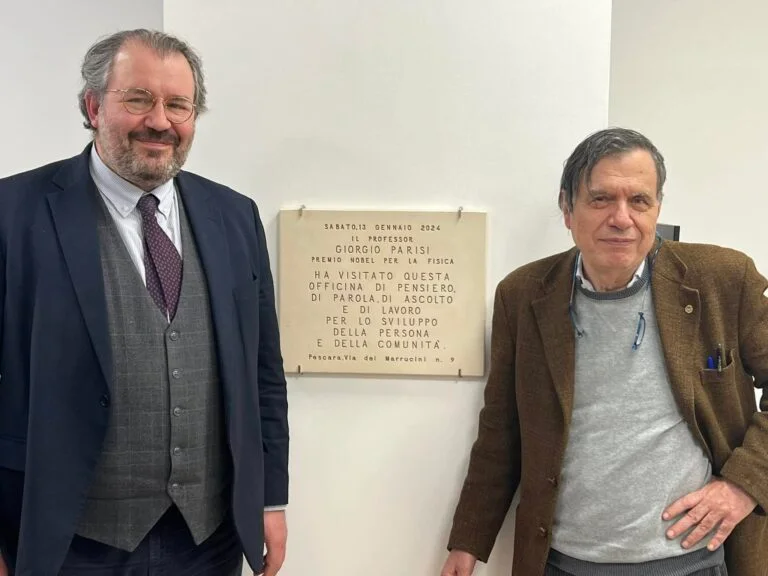 SABATO,13 GENNAIO 2024
IL PROFESSOR
GIORGIO PARISI
PREMIO NOBEL PER LA FISICA
HA VISITATO QUESTA
OFFICINA DI PENSIERO,
DI PAROLA, DI ASCOLTO
E DI LAVORO
PER LO SVILUPPO
DELLA PERSONA
E DELLA COMUNITA'.
Pescara,Via dei Marrucini n. 9